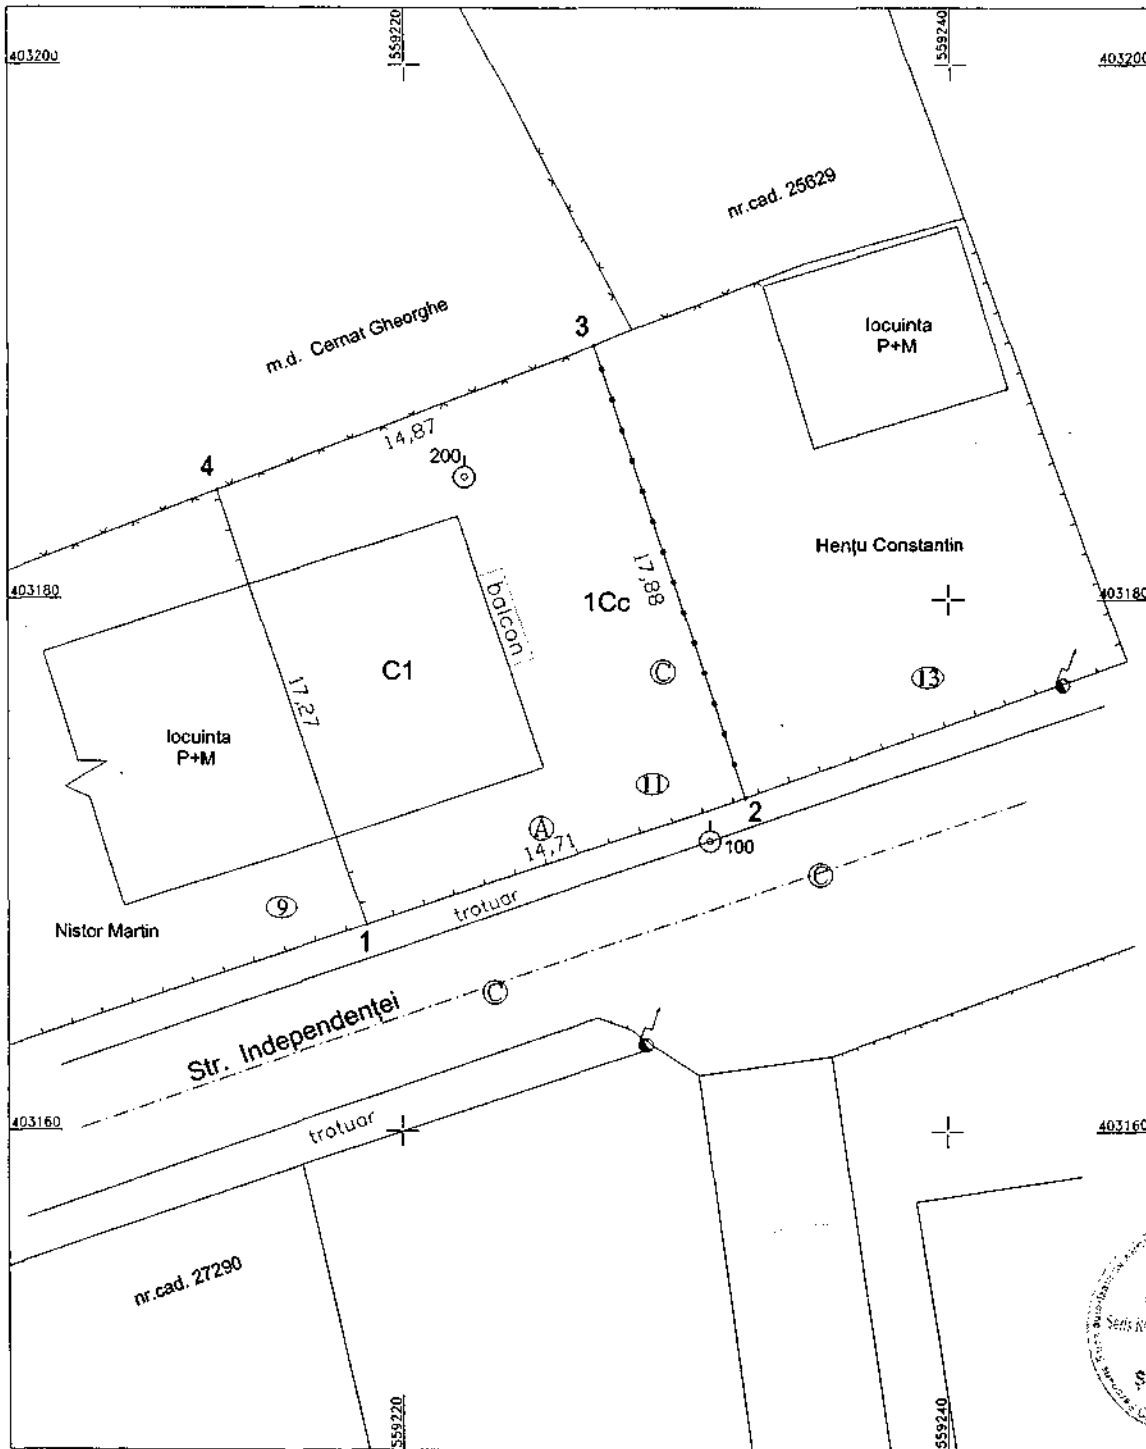 559220
559240
403200
403200
nr.cad. 25629
m.d. Cernat Gheorghe
3
locuinta
P+M
14,87
4
200
Hențu Constantin
403180
403180
17,88
1Cc
balcon
C1
C
13
17,27
locuinta
P+M
11
2
A
14,71
100
9
trotuar
C
Nistor Martin
1
C
Str. Independenței
403160
403160
trotuar
nr.cad. 27290
559220
559240